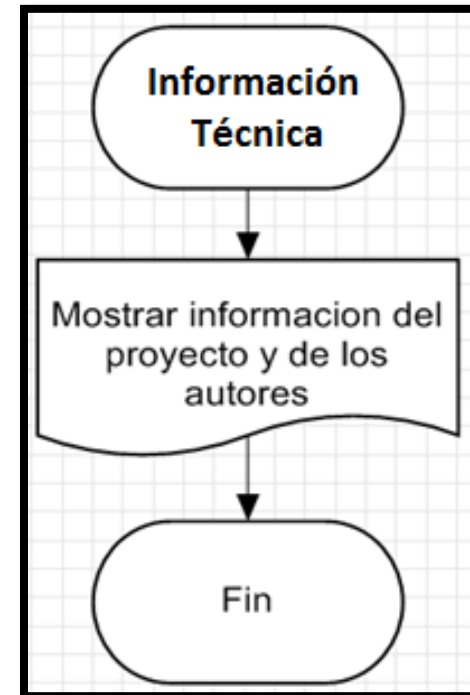 Información
Técnica
Mostrar informacion del
proyecto y de los
autores
Fin